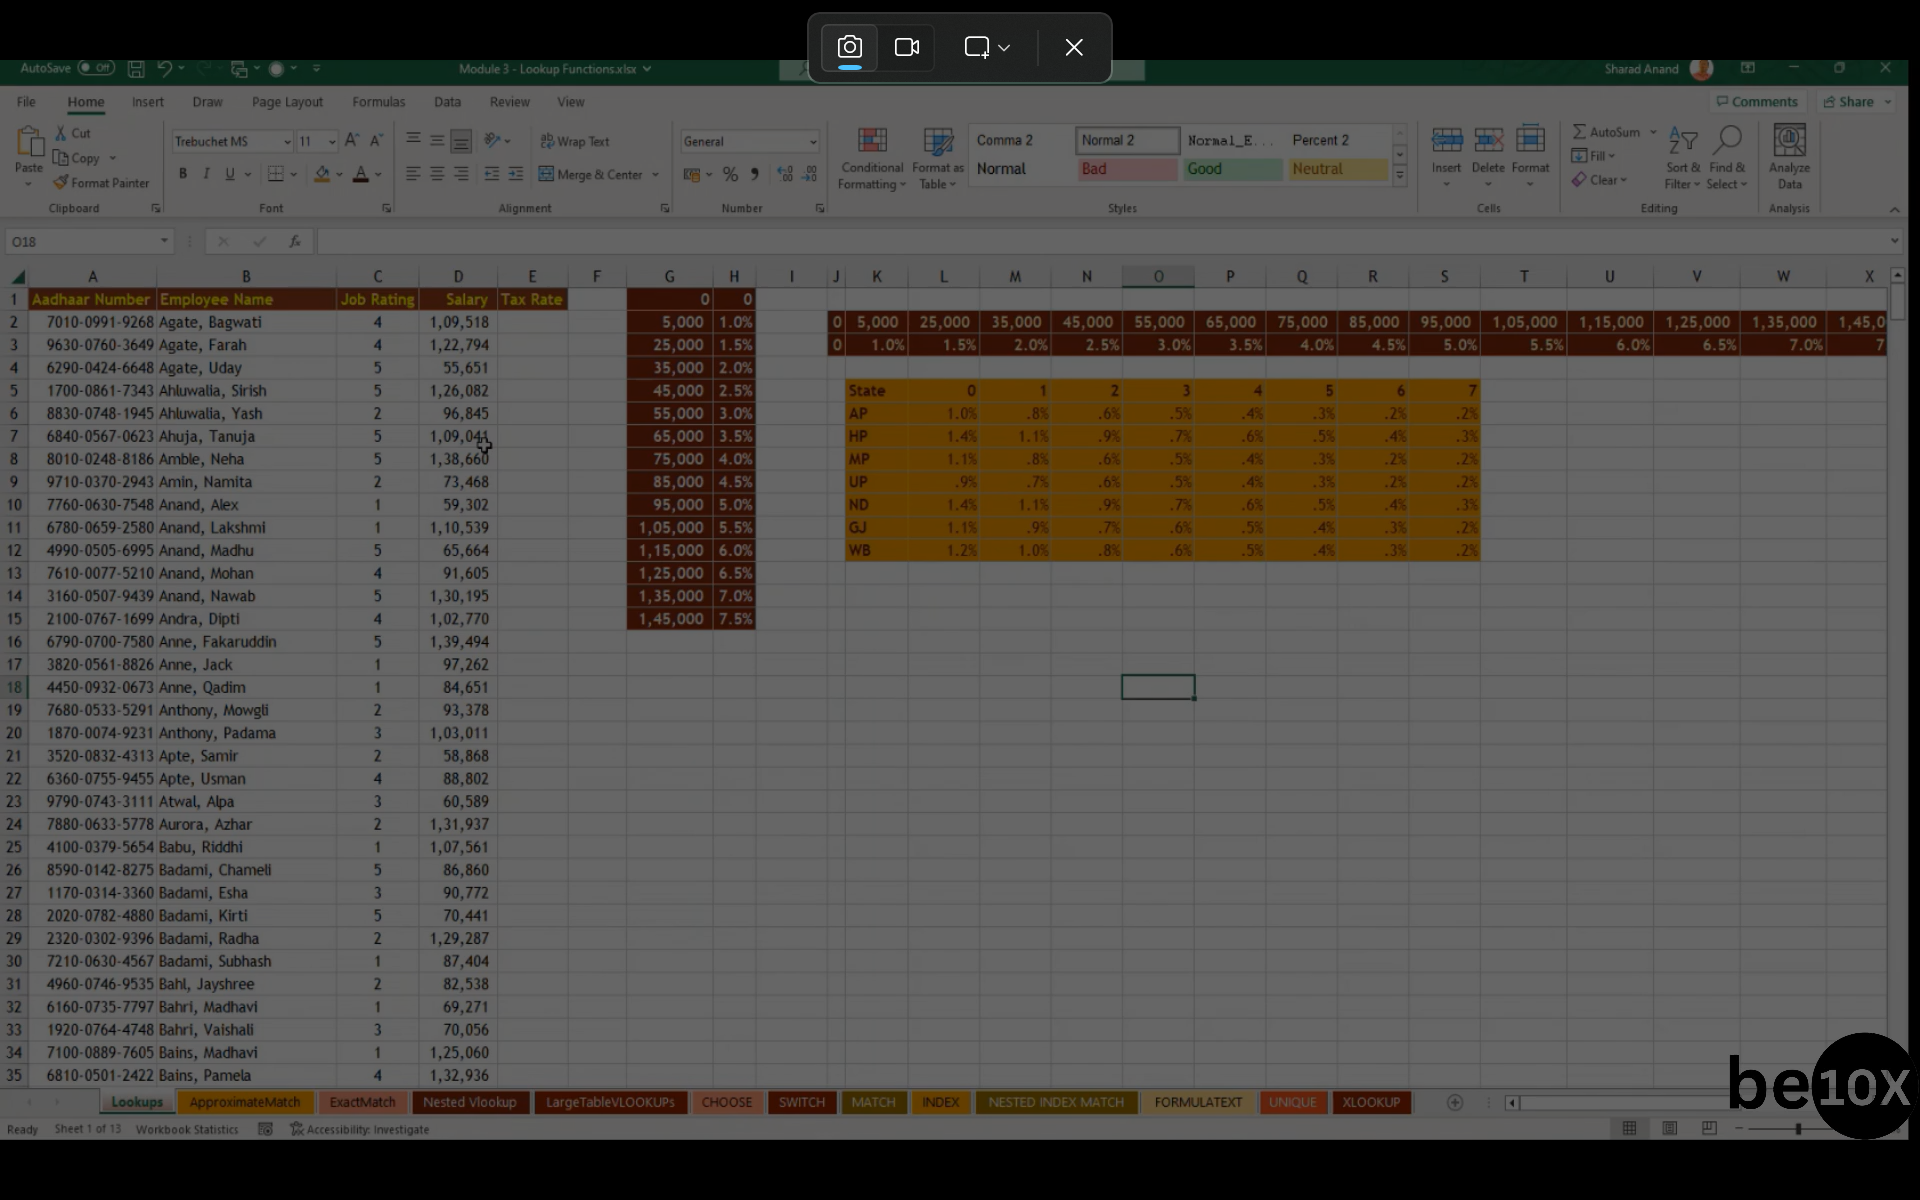 AutoSave Off Module 3 - Lookup Functions.xlsx Sharad Anand
File Home Insert Draw Page Layout Formulas Data Review View Comments Share
Paste Cut Copy Format Painter Clipboard
Trebuchet MS 11 B I U Font
Wrap Text Merge & Center Alignment
General % Number
Conditional Formatting Format as Table
Comma 2 Normal 2 Normal_E... Percent 2
Normal Bad Good Neutral
Styles
Insert Delete Format Cells
AutoSum Fill Clear Sort & Filter Find & Select Editing
Analyze Data Analysis
O18 fx
A B C D E F G H I J K L M N O P Q R S T U V W X
1 Aadhaar Number Employee Name Job Rating Salary Tax Rate 0 0
2 7010-0991-9268 Agate, Bagwati 4 1,09,518 5,000 1.0% 0 5,000 25,000 35,000 45,000 55,000 65,000 75,000 85,000 95,000 1,05,000 1,15,000 1,25,000 1,35,000 1,45,0
3 9630-0760-3649 Agate, Farah 4 1,22,794 25,000 1.5% 0 1.0% 1.5% 2.0% 2.5% 3.0% 3.5% 4.0% 4.5% 5.0% 5.5% 6.0% 6.5% 7.0% 7
4 6290-0424-6648 Agate, Uday 5 55,651 35,000 2.0%
5 1700-0861-7343 Ahluwalia, Sirish 5 1,26,082 45,000 2.5% State 0 1 2 3 4 5 6 7
6 8830-0748-1945 Ahluwalia, Yash 2 96,845 55,000 3.0% AP 1.0% .8% .6% .5% .4% .3% .2% .2%
7 6840-0567-0623 Ahuja, Tanuja 5 1,09,041 65,000 3.5% HP 1.4% 1.1% .9% .7% .6% .5% .4% .3%
8 8010-0248-8186 Amble, Neha 5 1,38,660 75,000 4.0% MP 1.1% .8% .6% .5% .4% .3% .2% .2%
9 9710-0370-2943 Amin, Namita 2 73,468 85,000 4.5% UP .9% .7% .6% .5% .4% .3% .2% .2%
10 7760-0630-7548 Anand, Alex 1 59,302 95,000 5.0% ND 1.4% 1.1% .9% .7% .6% .5% .4% .3%
11 6780-0659-2580 Anand, Lakshmi 1 1,10,539 1,05,000 5.5% GJ 1.1% .9% .7% .6% .5% .4% .3% .2%
12 4990-0505-6995 Anand, Madhu 5 65,664 1,15,000 6.0% WB 1.2% 1.0% .8% .6% .5% .4% .3% .2%
13 7610-0077-5210 Anand, Mohan 4 91,605 1,25,000 6.5%
14 3160-0507-9439 Anand, Nawab 5 1,30,195 1,35,000 7.0%
15 2100-0767-1699 Andra, Dipti 4 1,02,770 1,45,000 7.5%
16 6790-0700-7580 Anne, Fakaruddin 5 1,39,494
17 3820-0561-8826 Anne, Jack 1 97,262
18 4450-0932-0673 Anne, Qadim 1 84,651
19 7680-0533-5291 Anthony, Mowgli 2 93,378
20 1870-0074-9231 Anthony, Padama 3 1,03,011
21 3520-0832-4313 Apte, Samir 2 58,868
22 6360-0755-9455 Apte, Usman 4 88,802
23 9790-0743-3111 Atwal, Alpa 3 60,589
24 7880-0633-5778 Aurora, Azhar 2 1,31,937
25 4100-0379-5654 Babu, Riddhi 1 1,07,561
26 8590-0142-8275 Badami, Chameli 5 86,860
27 1170-0314-3360 Badami, Esha 3 90,772
28 2020-0782-4880 Badami, Kirti 5 70,441
29 2320-0302-9396 Badami, Radha 2 1,29,287
30 7210-0630-4567 Badami, Subhash 1 87,404
31 4960-0746-9535 Bahl, Jayshree 2 82,538
32 6160-0735-7797 Bahri, Madhavi 1 69,271
33 1920-0764-4748 Bahri, Vaishali 3 70,056
34 7100-0889-7605 Bains, Madhavi 1 1,25,060
35 6810-0501-2422 Bains, Pamela 4 1,32,936
be10X
Lookups ApproximateMatch ExactMatch Nested Vlookup LargeTableVLOOKUPs CHOOSE SWITCH MATCH INDEX NESTED INDEX MATCH FORMULATEXT UNIQUE XLOOKUP
Ready Sheet 1 of 13 Workbook Statistics Accessibility: Investigate